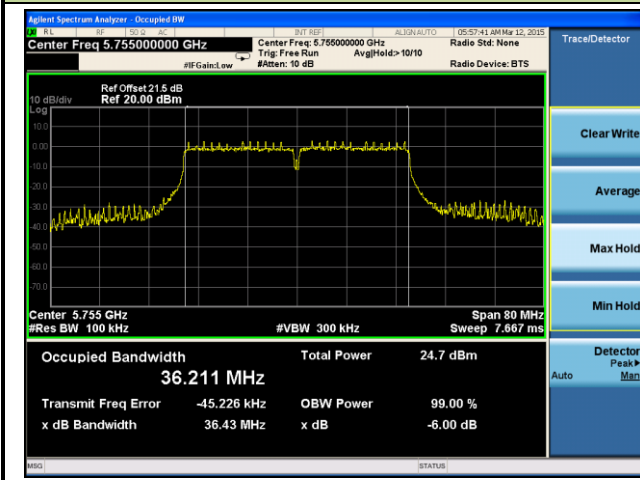 Agilent Spectrum Analyzer - Occupied BW
RL RF 50 Ω AC INT REF ALIGNAUTO 05:57:41 AM Mar 12, 2015
Center Freq 5.755000000 GHz
Center Freq: 5.755000000 GHz
Radio Std: None
Trig: Free Run Avg|Hold:>10/10
#IFGain:Low #Atten: 10 dB Radio Device: BTS
Trace/Detector
Ref Offset 21.5 dB
10 dB/div Ref 20.00 dBm
Log
10.0
0.00
-10.0
-20.0
-30.0
-40.0
-50.0
-60.0
-70.0
Center 5.755 GHz Span 80 MHz
#Res BW 100 kHz #VBW 300 kHz Sweep 7.667 ms
Occupied Bandwidth Total Power 24.7 dBm
36.211 MHz
Transmit Freq Error -45.226 kHz OBW Power 99.00 %
x dB Bandwidth 36.43 MHz x dB -6.00 dB
Clear Write
Average
Max Hold
Min Hold
Detector
Peak▶
Auto Man
MSG STATUS